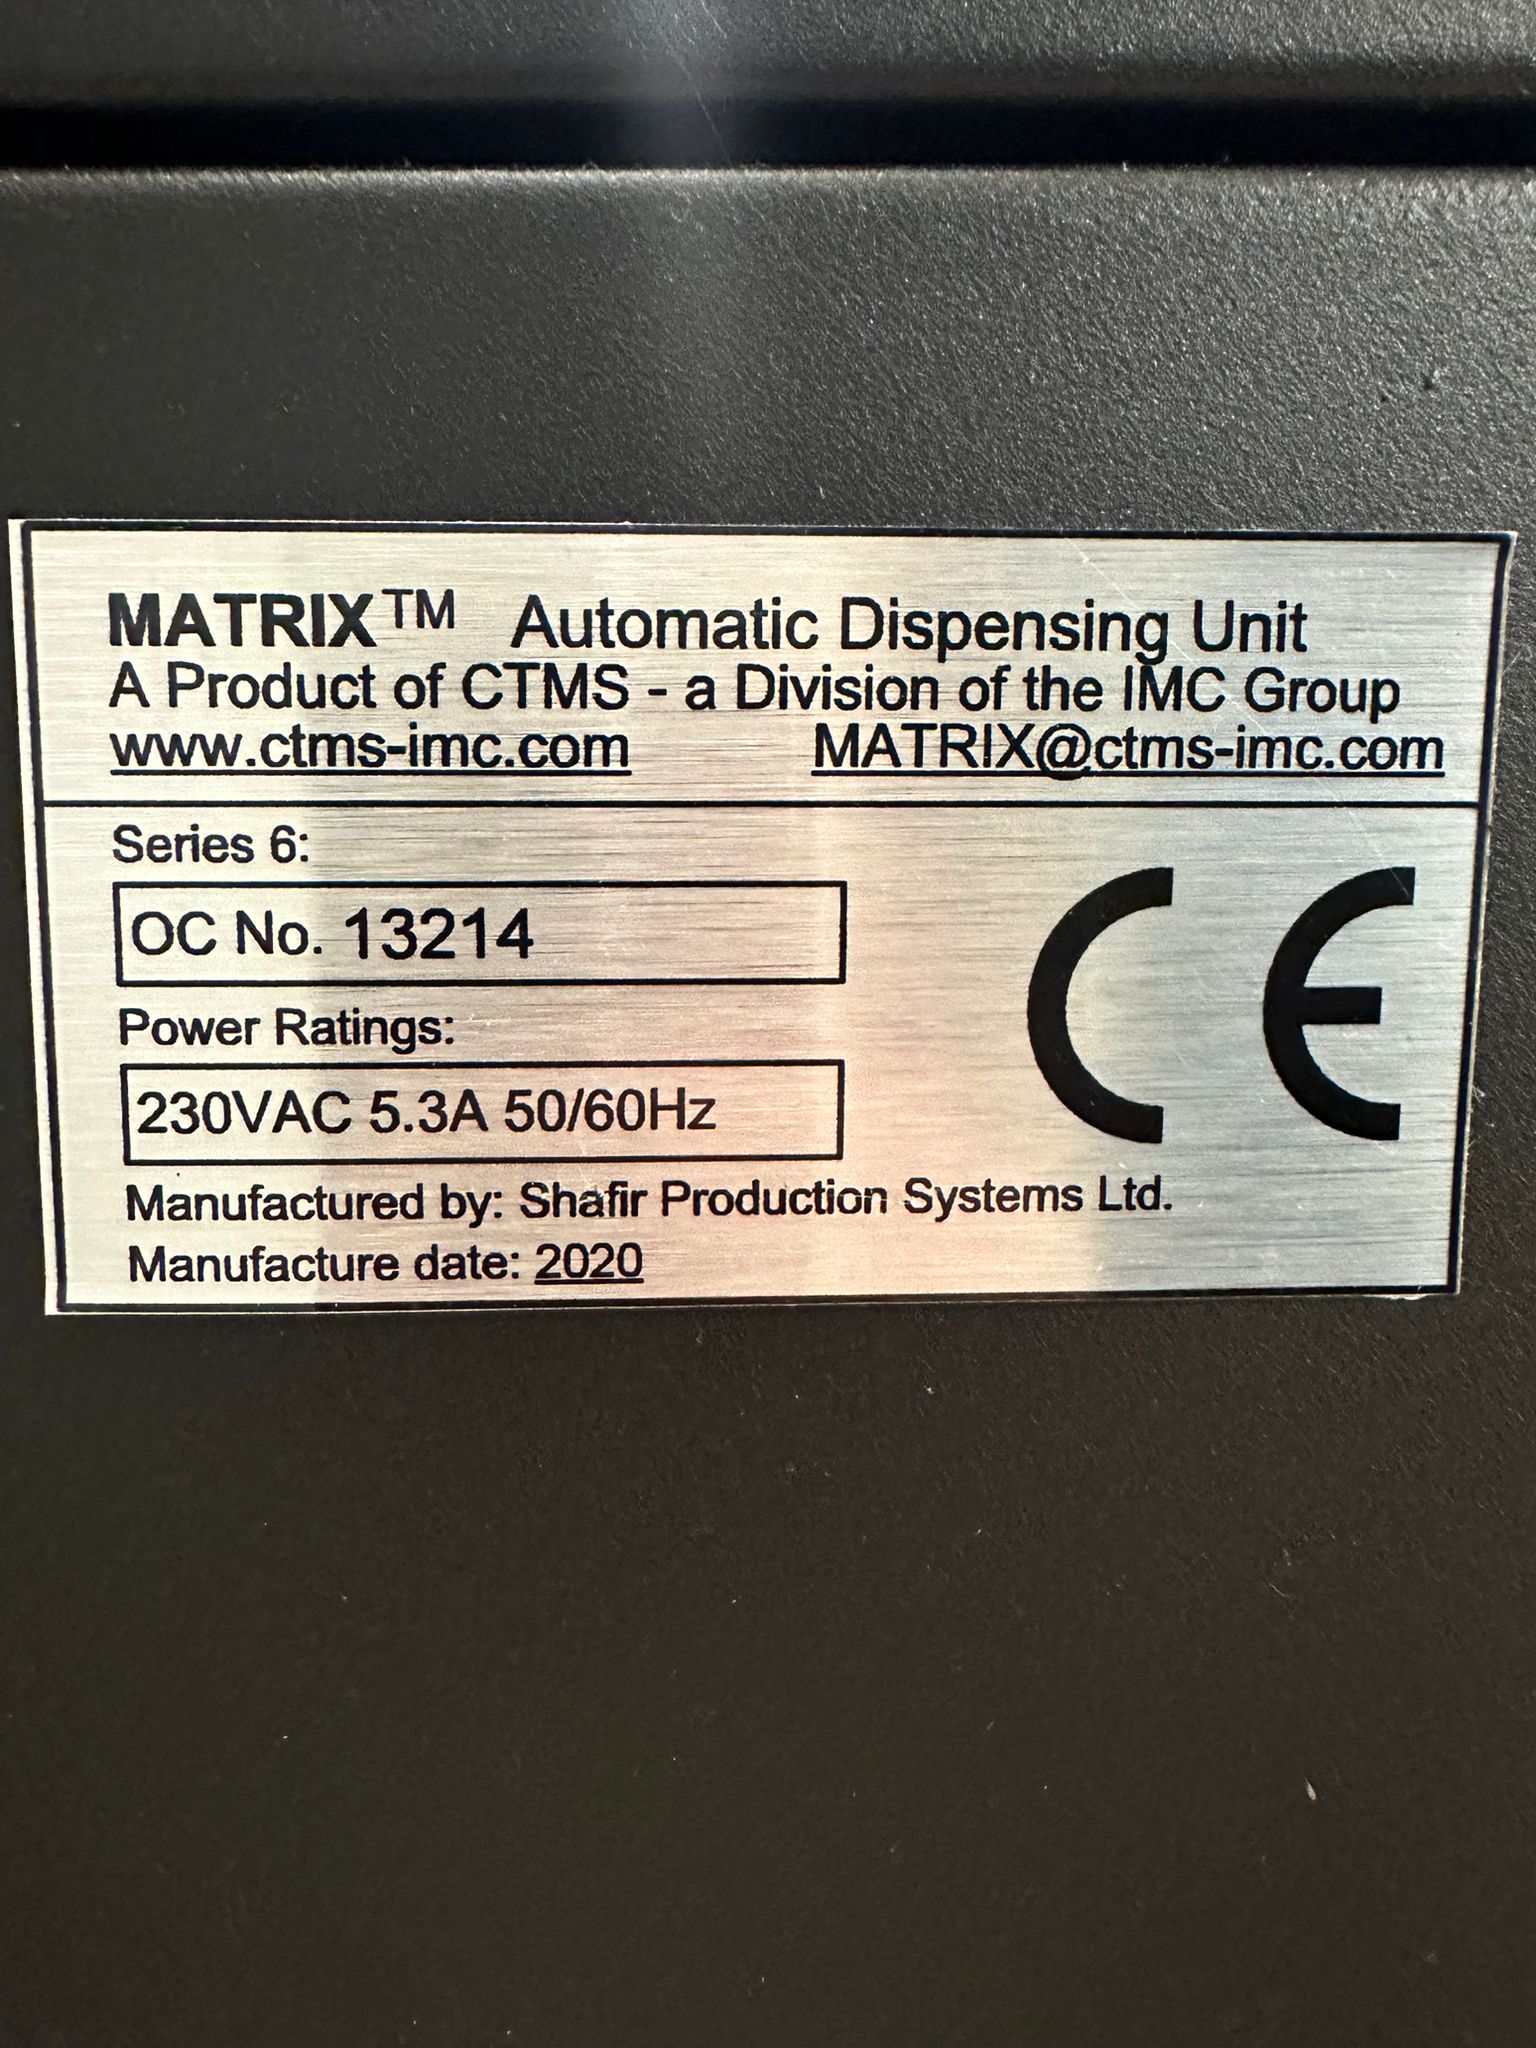 MATRIX™ Automatic Dispensing Unit
A Product of CTMS - a Division of the IMC Group
www.ctms-imc.com MATRIX@ctms-imc.com
Series 6:
OC No. 13214
Power Ratings:
230VAC 5.3A 50/60Hz
CE
Manufactured by: Shafir Production Systems Ltd.
Manufacture date: 2020